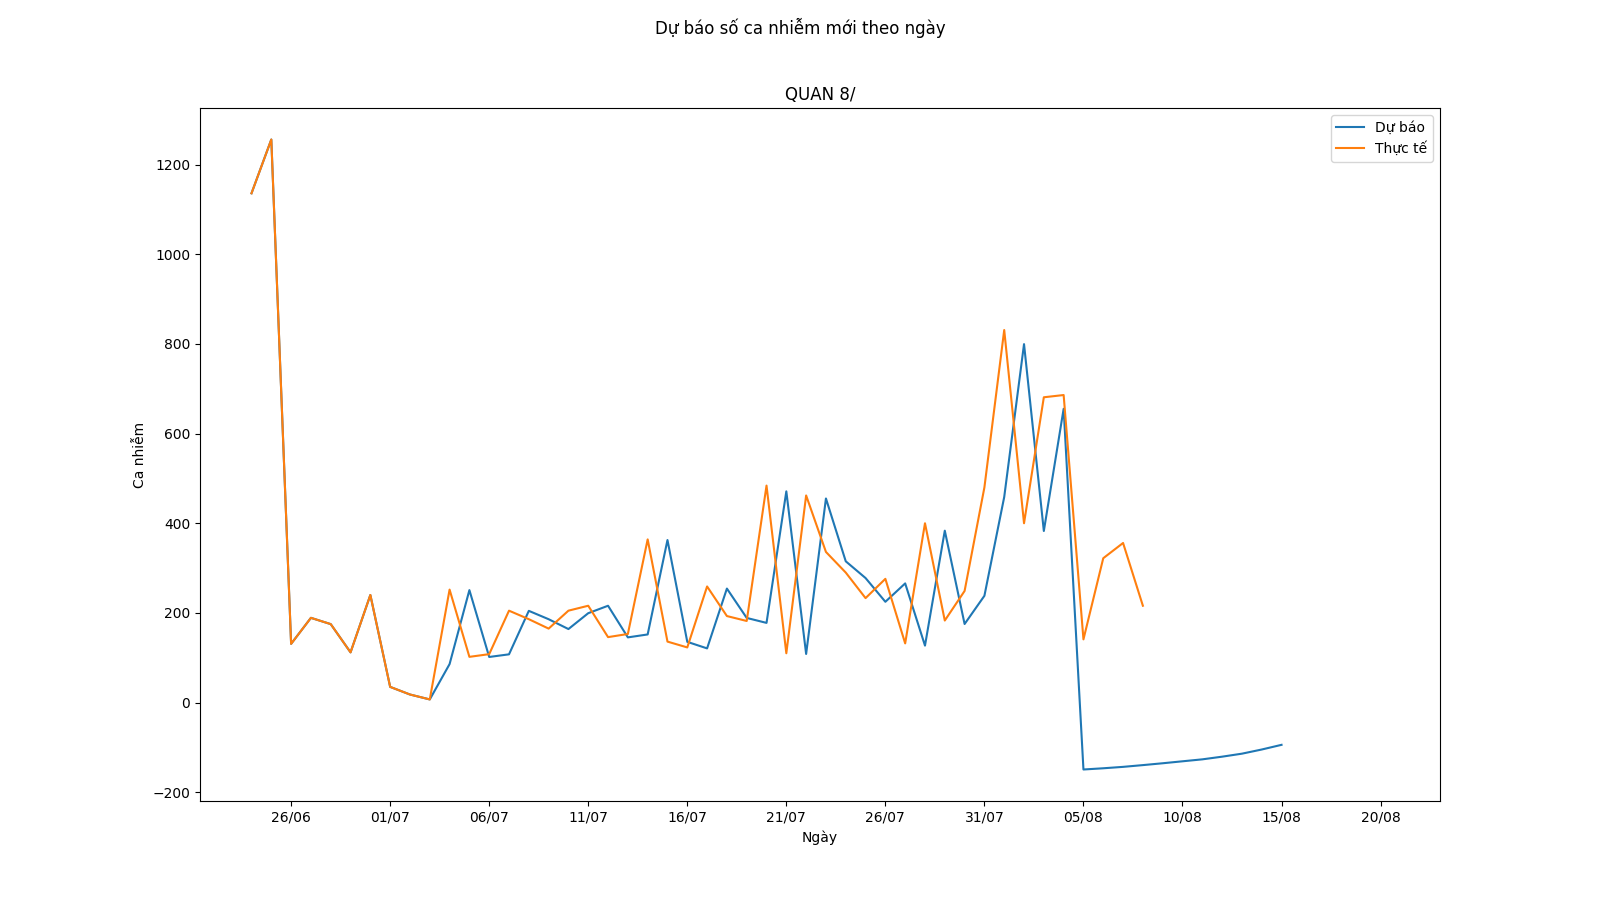 Dự báo số ca nhiễm mới theo ngày
QUAN 8/
Dự báo
Thực tế
1200
1000
800
600
400
200
0
−200
Ca nhiễm
26/06 01/07 06/07 11/07 16/07 21/07 26/07 31/07 05/08 10/08 15/08 20/08
Ngày